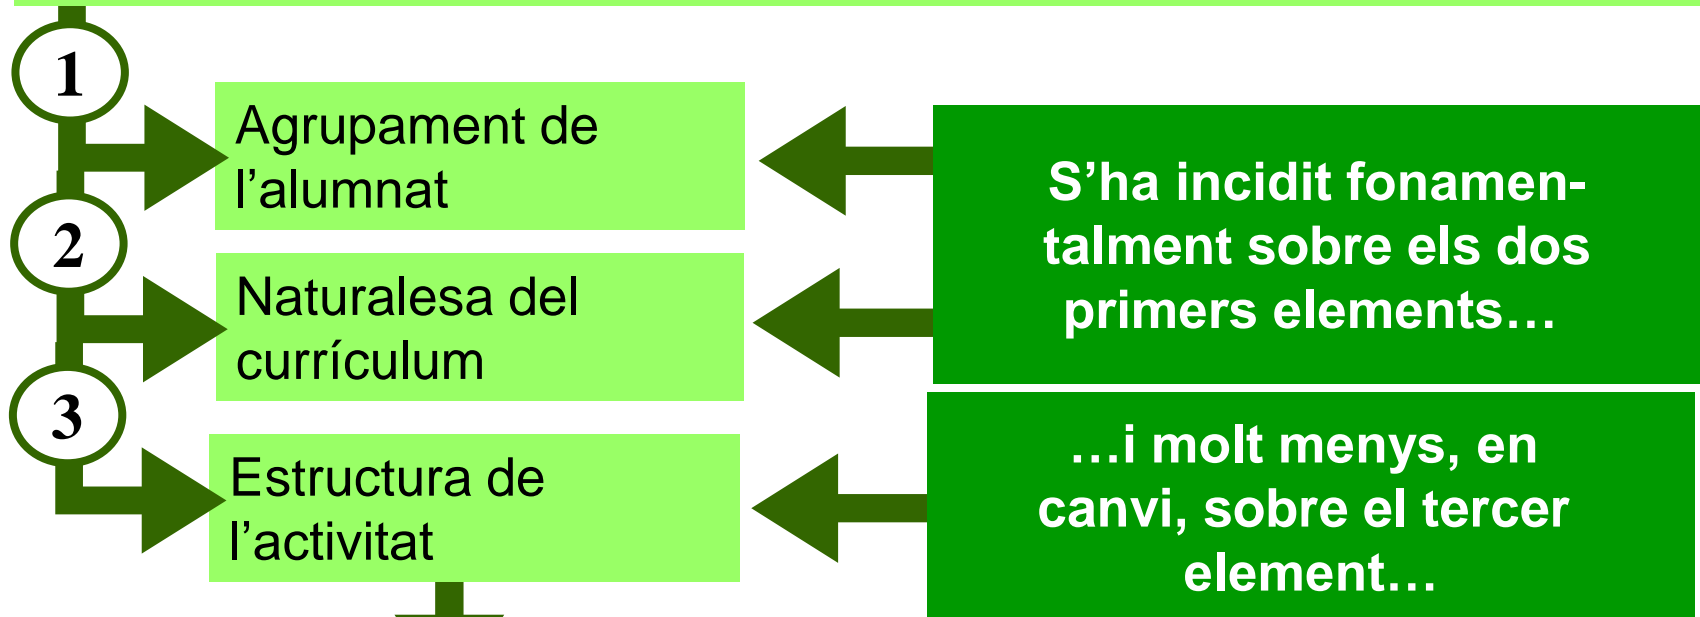 1
Agrupament de
l’alumnat
2
Naturalesa del
currículum
3
Estructura de
l’activitat
S’ha incidit fonamen-
talment sobre els dos
primers elements…
…i molt menys, en
canvi, sobre el tercer
element…